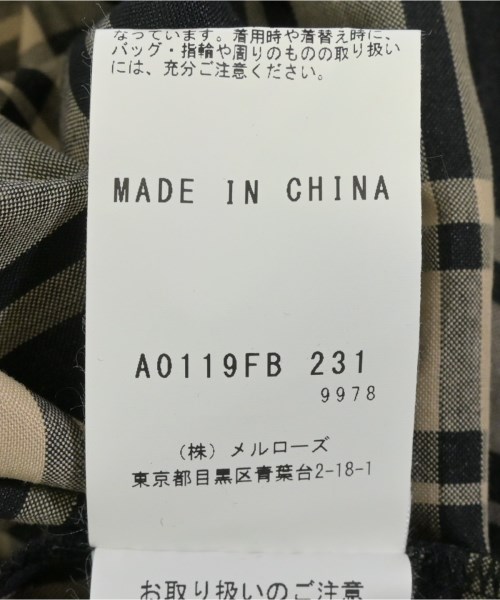 なっています。着用時や着替え時に、
バッグ・指輪や周りのものの取り扱い
には、充分ご注意ください。
MADE IN CHINA
A0119FB 231
9978
(株) メルローズ
東京都目黒区青葉台2-18-1
お取り扱いのご注意